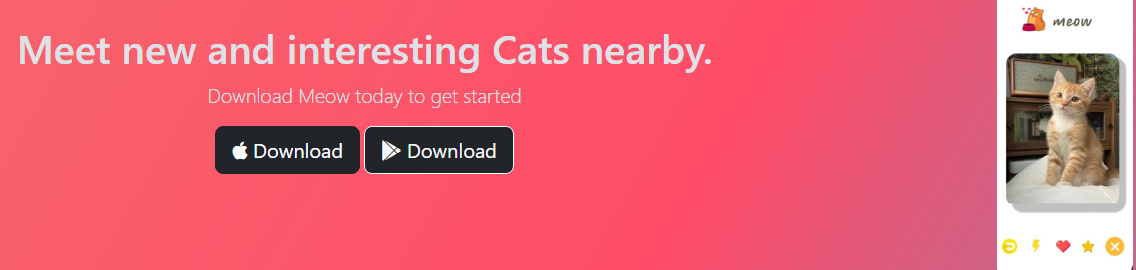 Meet new and interesting Cats nearby.
Download Meow today to get started
Download
Download
meow